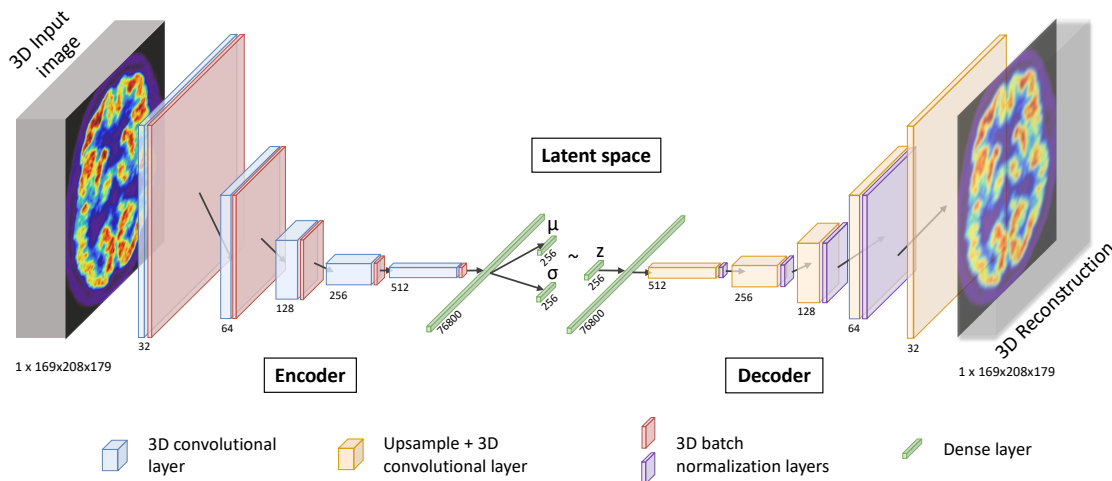 3D Input
image
1 x 169x208x179
32
64
128
256
512
76800
Encoder
Latent space
μ
256
σ
256
~
z
256
76800
512
256
128
64
32
Decoder
3D Reconstruction
1 x 169x208x179
3D convolutional
layer
Upsample + 3D
convolutional layer
3D batch
normalization layers
Dense layer